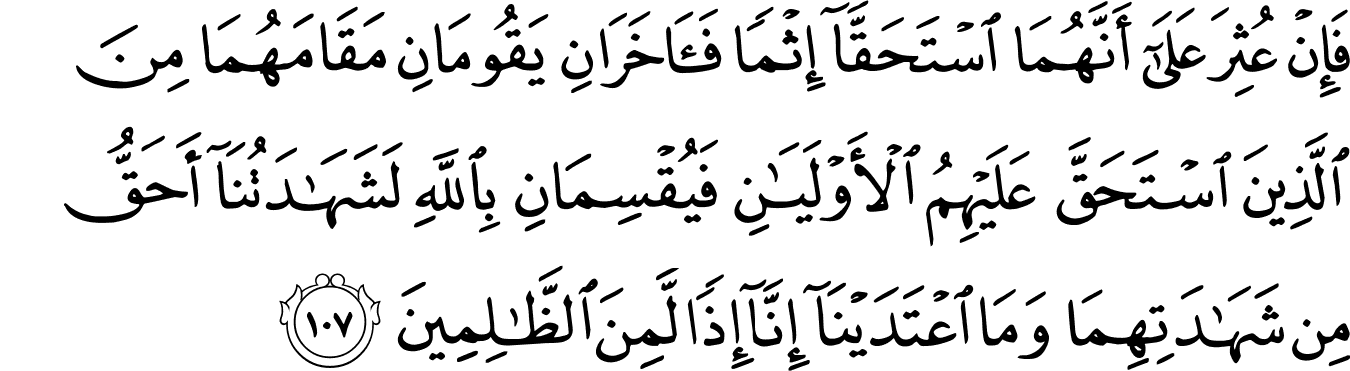 فَإِنۡ عُثِرَ عَلَىٰٓ أَنَّهُمَا ٱسۡتَحَقَّآ إِثۡمٗا فَـَٔاخَرَانِ يَقُومَانِ مَقَامَهُمَا مِنَ
ٱلَّذِينَ ٱسۡتَحَقَّ عَلَيۡهِمُ ٱلۡأَوۡلَيَٰنِ فَيُقۡسِمَانِ بِٱللَّهِ لَشَهَٰدَتُنَآ أَحَقُّ
مِن شَهَٰدَتِهِمَا وَمَا ٱعۡتَدَيۡنَآ إِنَّآ إِذٗا لَّمِنَ ٱلظَّٰلِمِينَ ١٠٧